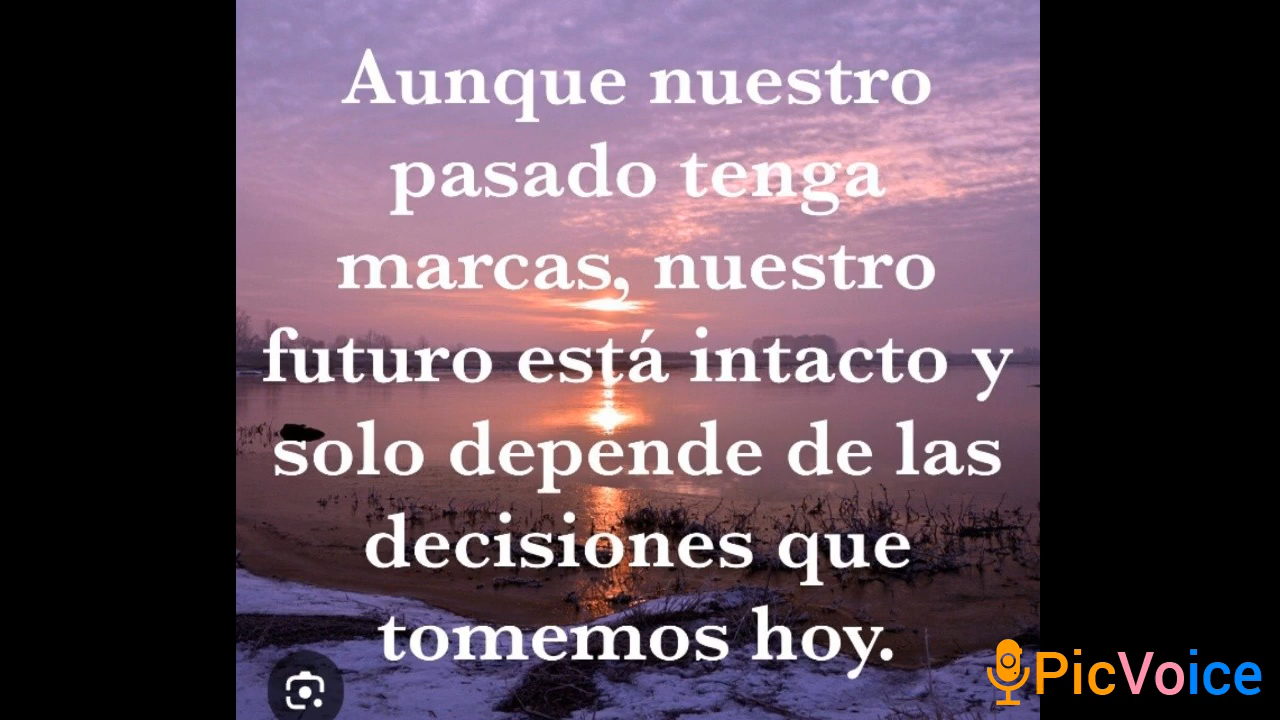 Aunque nuestro
pasado tenga
marcas, nuestro
futuro está intacto y
solo depende de las
decisiones que
tomemos hoy.
PicVoice